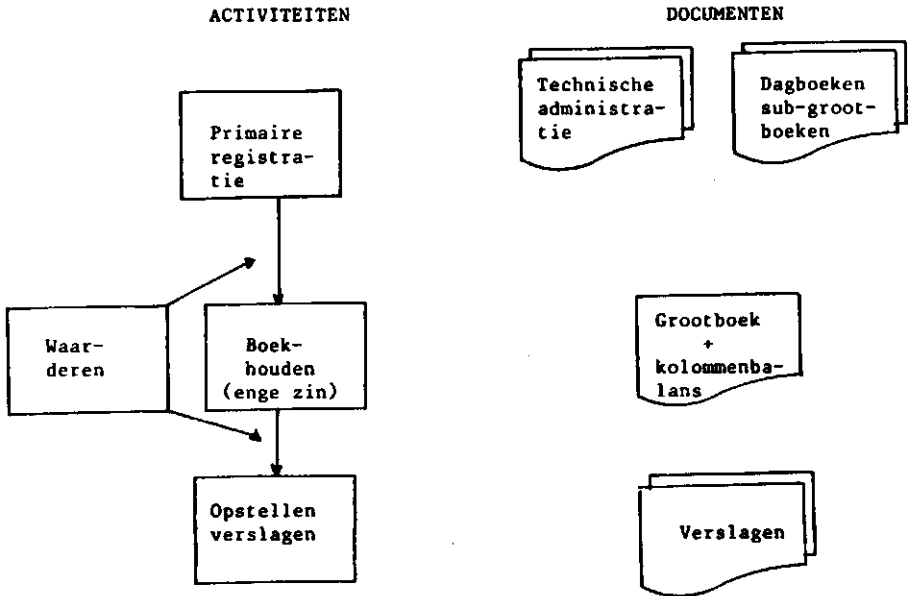 ACTIVITEITEN
DOCUMENTEN
Primaire
registra-
tie
Technische
administra-
tie
Dagboeken
sub-groot-
boeken
Waar-
deren
Boek-
houden
(enge zin)
Grootboek
+
kolommenba-
lans
Opstellen
verslagen
Verslagen